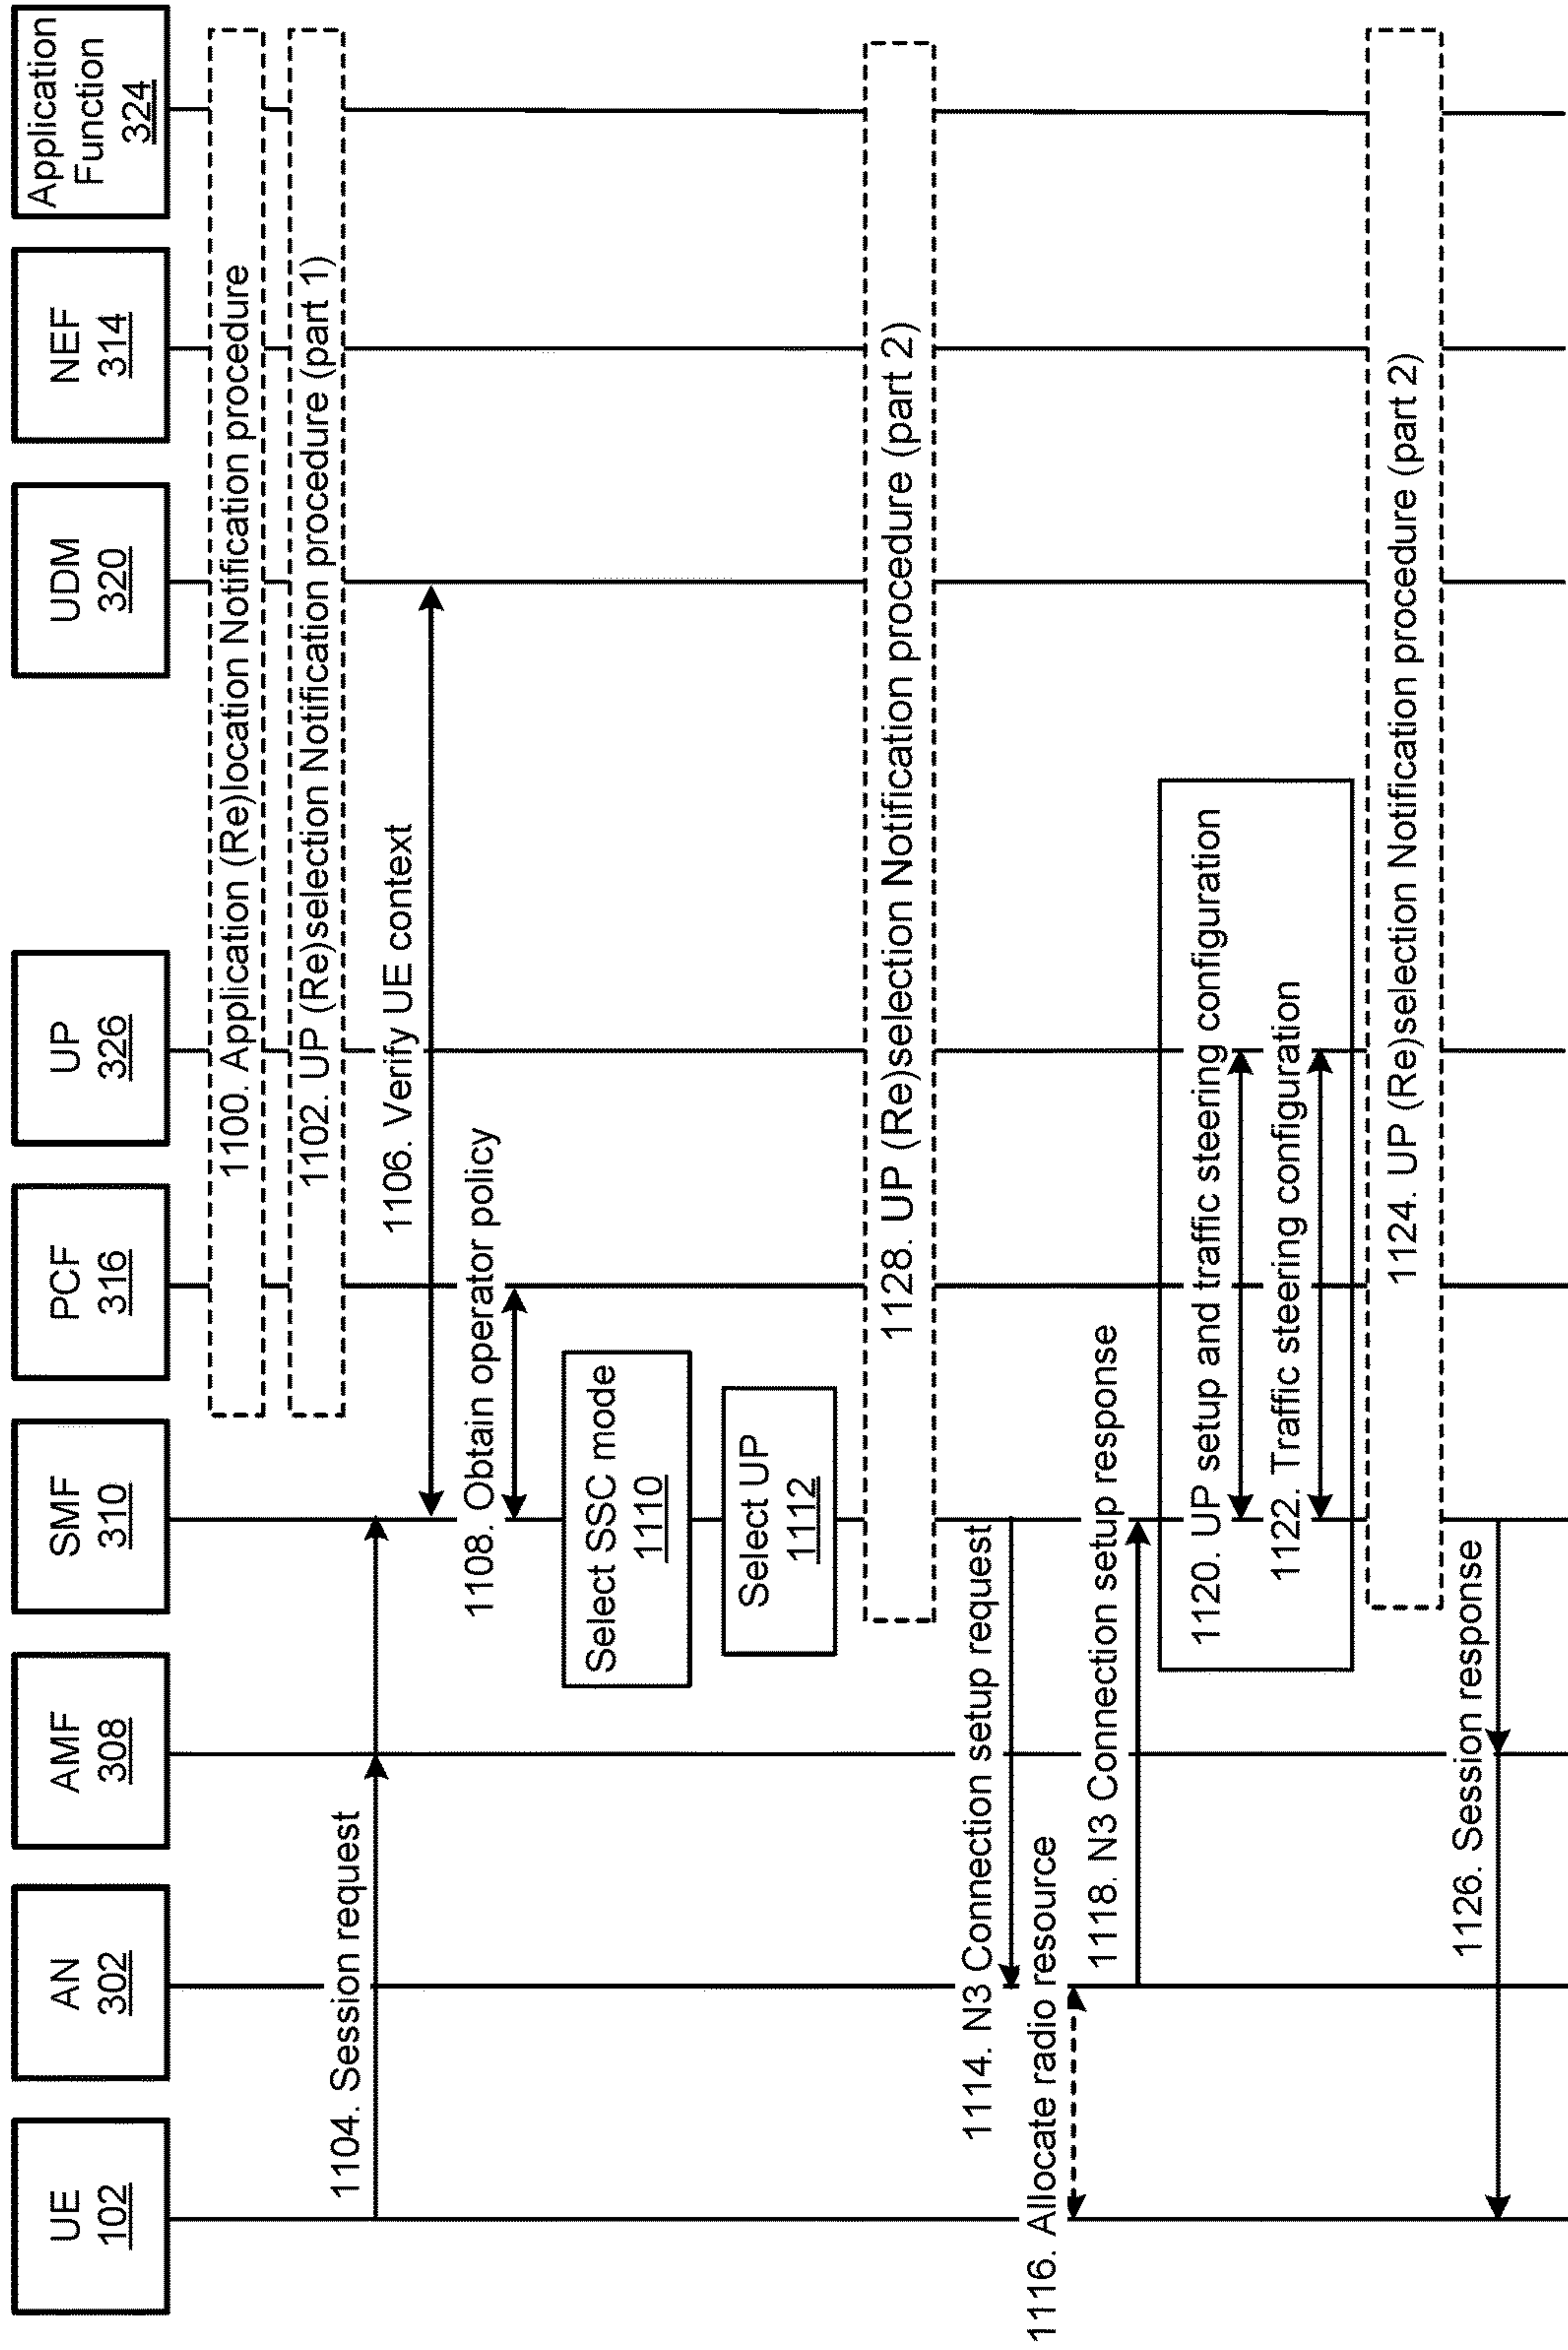 UE
102
AN
302
AMF
308
SMF
310
PCF
316
UP
326
UDM
320
NEF
314
Application
Function
324
1100. Application (Re)location Notification procedure
1102. UP (Re)selection Notification procedure (part 1)
1104. Session request
1106. Verify UE context
1108. Obtain operator policy
Select SSC mode
1110
Select UP
1112
1128. UP (Re)selection Notification procedure (part 2)
1114. N3 Connection setup request
1116. Allocate radio resource
1118. N3 Connection setup response
1120. UP setup and traffic steering configuration
1122. Traffic steering configuration
1124. UP (Re)selection Notification procedure (part 2)
1126. Session response